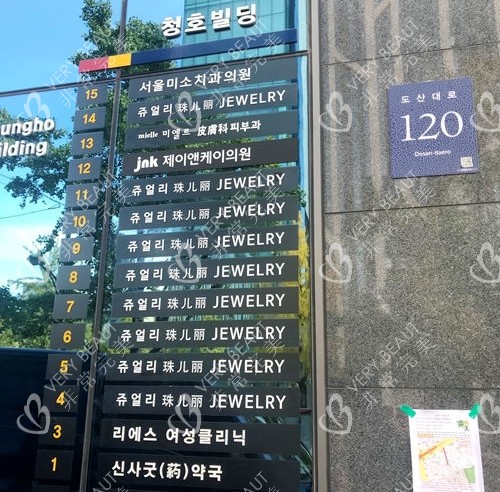 청호빌딩
ungho
ilding
15 서울미소치과의원
14 쥬얼리 珠儿丽 JEWELRY
13 mielle 미엘르 皮膚科 피부과
12 jnk 제이앤케이의원
11 쥬얼리 珠儿丽 JEWELRY
10 쥬얼리 珠儿丽 JEWELRY
9 쥬얼리 珠儿丽 JEWELRY
8 쥬얼리 珠儿丽 JEWELRY
7 쥬얼리 珠儿丽 JEWELRY
6 쥬얼리 珠儿丽 JEWELRY
5 쥬얼리 珠儿丽 JEWELRY
4 쥬얼리 珠儿丽 JEWELRY
3 리에스 여성클리닉
1 신사굿(药)약국
도산대로
120
Dosan-daero
VERY BEAUT
非常完美